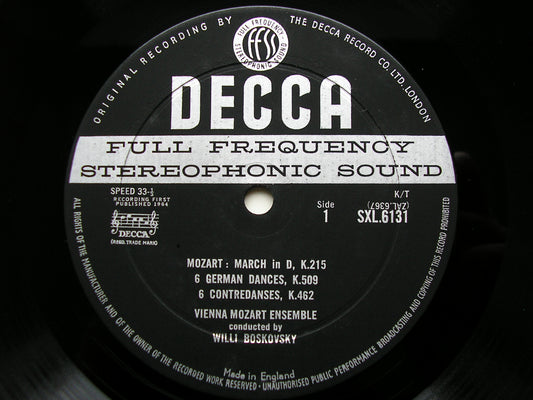 ORIGINAL RECORDING BY THE DECCA RECORD CO. LTD. LONDON
FULL FREQUENCY
ffss
STEREOPHONIC SOUND
DECCA
FULL FREQUENCY
STEREOPHONIC SOUND
SPEED 33⅓
RECORDING FIRST
PUBLISHED 1964
DECCA
(REGD. TRADE MARK)
K/T
(ZAL.6367)
Side
1
SXL.6131
MOZART: MARCH in D, K.215
6 GERMAN DANCES, K.509
6 CONTREDANSES, K.462
VIENNA MOZART ENSEMBLE
conducted by
WILLI BOSKOVSKY
ALL RIGHTS OF THE MANUFACTURER AND OF THE OWNER OF THE RECORDED WORK RESERVED · UNAUTHORISED PUBLIC PERFORMANCE BROADCASTING AND COPYING OF THIS RECORD PROHIBITED
Made in England